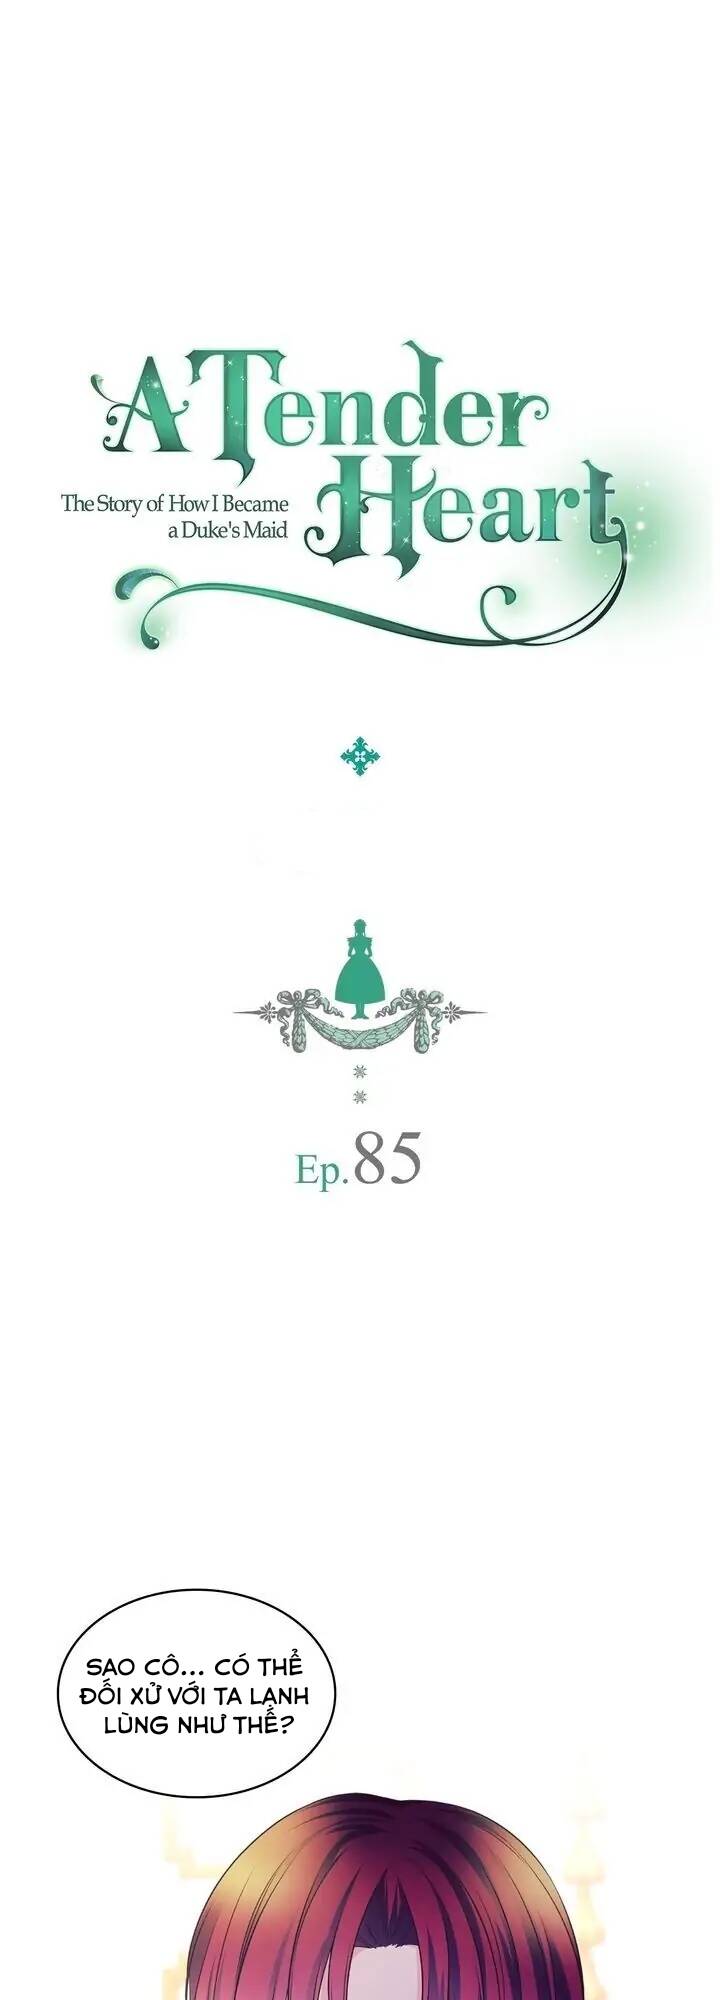 A Tender
Heart
The Story of How I Became
a Duke's Maid
Ep.85
SAO CÔ... CÓ THỂ
ĐỐI XỬ VỚI TA LẠNH
LÙNG NHƯ THẾ?